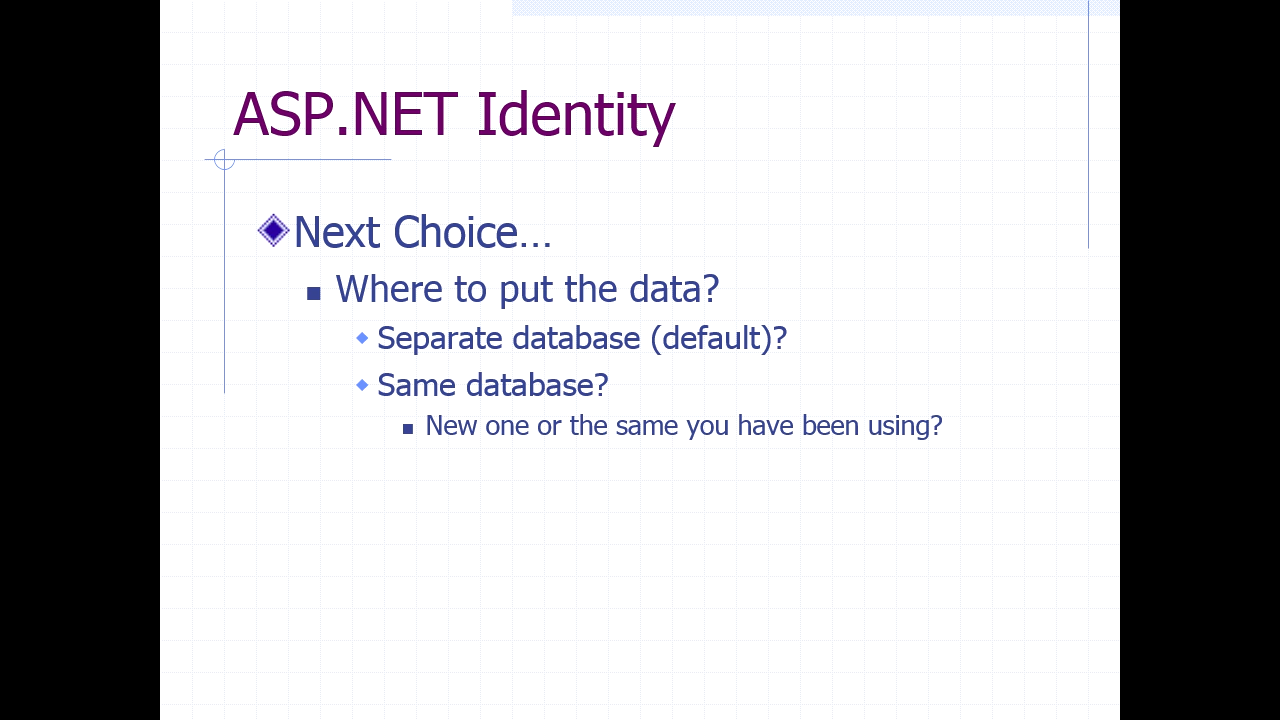 ASP.NET Identity
Next Choice…
Where to put the data?
Separate database (default)?
Same database?
New one or the same you have been using?